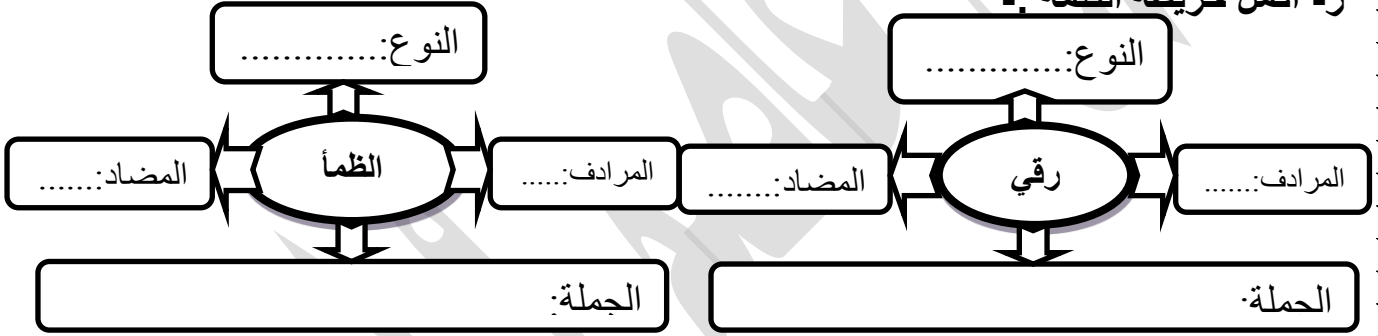 النوع:..............
النوع:..............
المرادف:.......
رقي
المضاد:........
المرادف:......
الظمأ
المضاد:.......
الجملة:
الجملة: